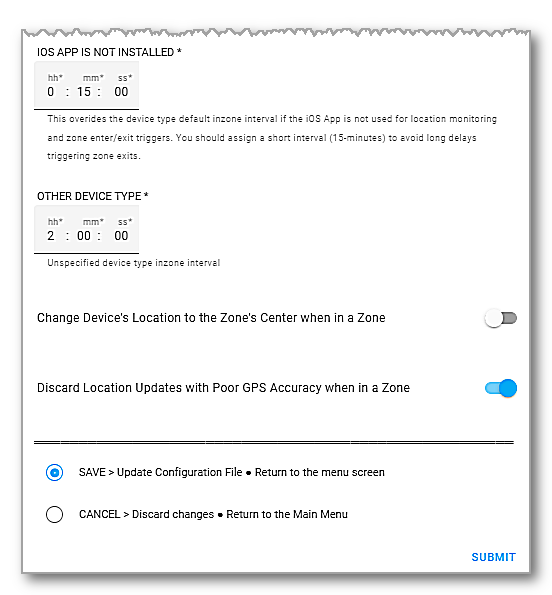 IOS APP IS NOT INSTALLED *
hh* mm* ss*
0 : 15 : 00
This overides the device type default inzone interval if the iOS App is not used for location monitoring
and zone enter/exit triggers. You should assign a short interval (15-minutes) to avoid long delays
triggering zone exits.
OTHER DEVICE TYPE *
hh* mm* ss*
2 : 00 : 00
Unspecified device type inzone interval
Change Device's Location to the Zone's Center when in a Zone
Discard Location Updates with Poor GPS Accuracy when in a Zone
SAVE > Update Configuration File ● Return to the menu screen
CANCEL > Discard changes ● Return to the Main Menu
SUBMIT